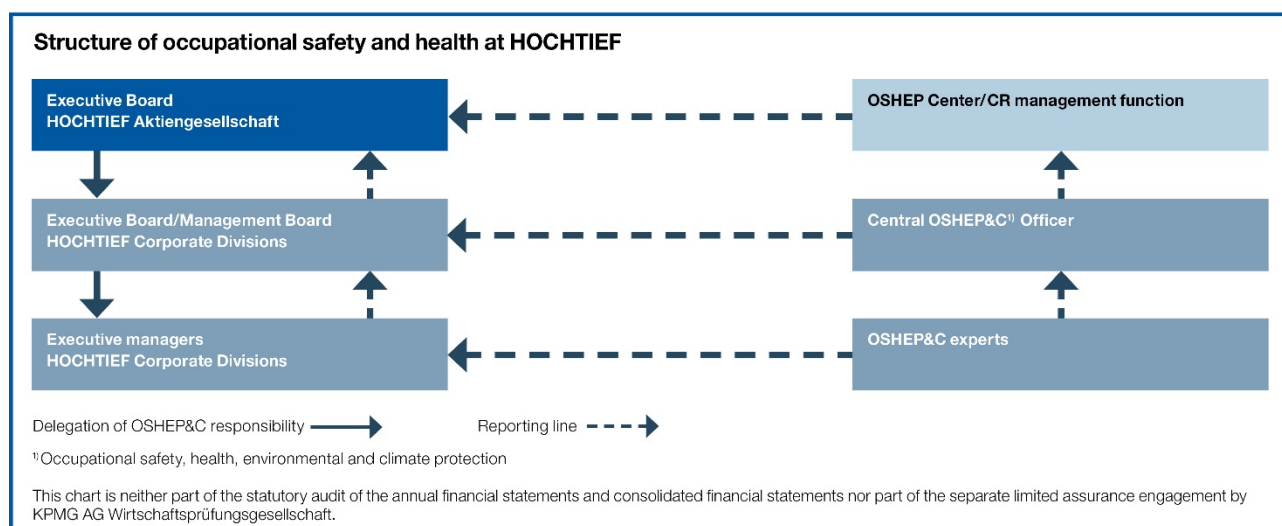 Structure of occupational safety and health at HOCHTIEF
Executive Board
HOCHTIEF Aktiengesellschaft
OSHEP Center/CR management function
Executive Board/Management Board
HOCHTIEF Corporate Divisions
Central OSHEP&C¹⁾ Officer
Executive managers
HOCHTIEF Corporate Divisions
OSHEP&C experts
Delegation of OSHEP&C responsibility
Reporting line
¹⁾Occupational safety, health, environmental and climate protection
This chart is neither part of the statutory audit of the annual financial statements and consolidated financial statements nor part of the separate limited assurance engagement by
KPMG AG Wirtschaftsprüfungsgesellschaft.